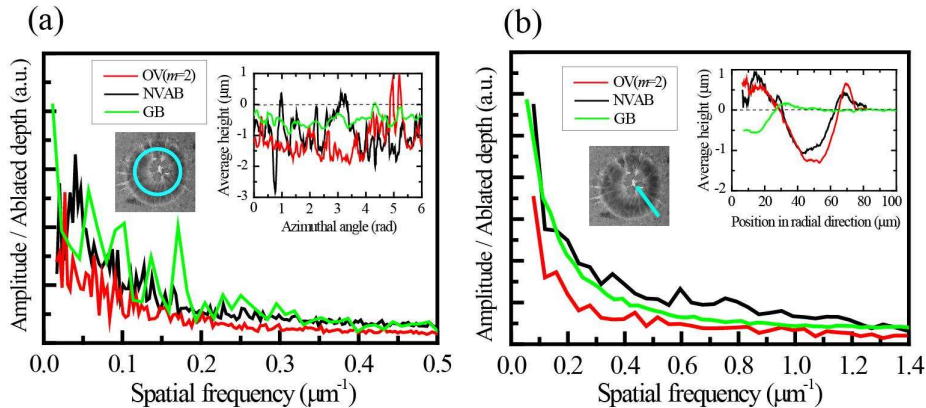 (a)
Amplitude / Ablated depth (a.u.)
OV(m=2)
NVAB
GB
Average height (μm)
1
0
-1
-2
-3
0 1 2 3 4 5 6
Azimuthal angle (rad)
0.0 0.1 0.2 0.3 0.4 0.5
Spatial frequency (μm-1)
(b)
Amplitude / Ablated depth (a.u.)
OV(m=2)
NVAB
GB
Average height (μm)
1
0
-1
-2
0 20 40 60 80 100
Position in radial direction (μm)
0.0 0.2 0.4 0.6 0.8 1.0 1.2 1.4
Spatial frequency (μm-1)